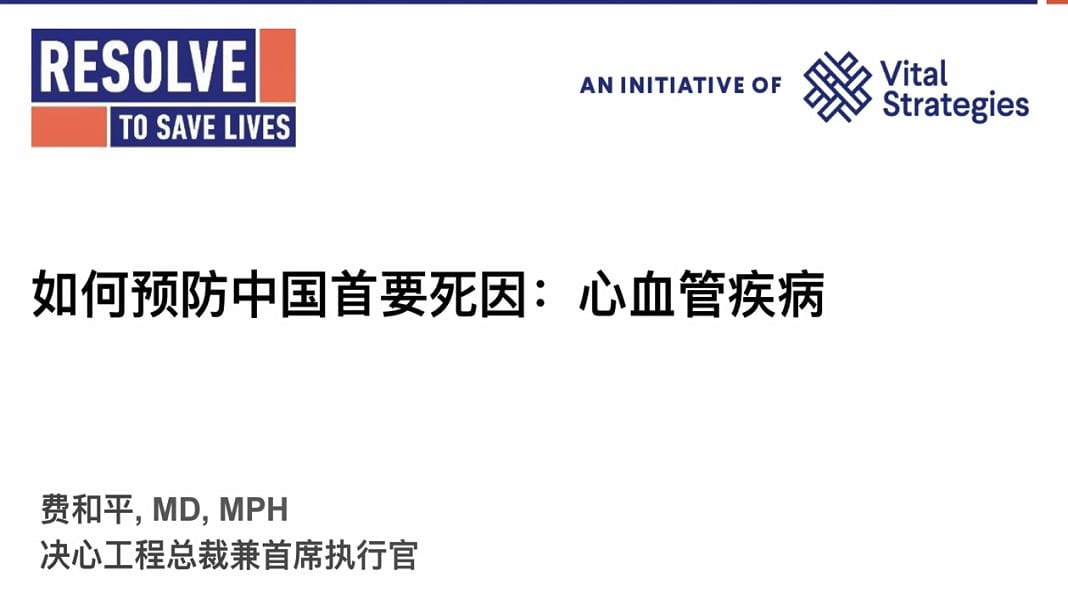 RESOLVE
TO SAVE LIVES
AN INITIATIVE OF
Vital
Strategies
如何预防中国首要死因：心血管疾病
费和平, MD, MPH
决心工程总裁兼首席执行官